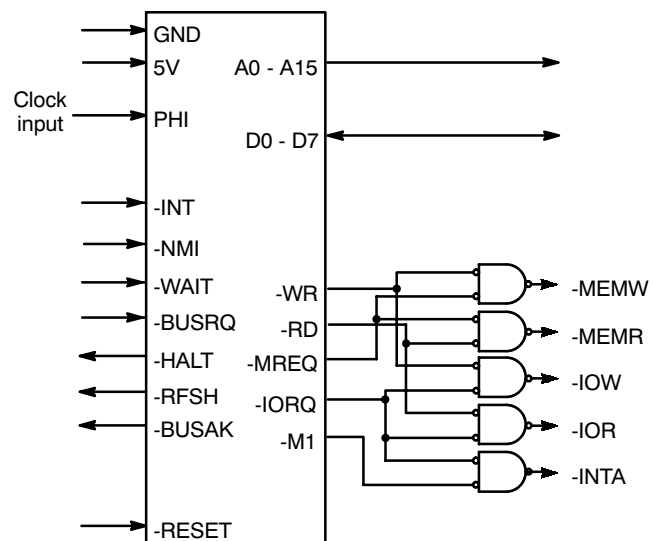 GND
5V
A0 - A15
Clock
input
PHI
D0 - D7
-INT
-NMI
-WAIT
-BUSRQ
-HALT
-RFSH
-BUSAK
-RESET
-WR
-RD
-MREQ
-IORQ
-M1
-MEMW
-MEMR
-IOW
-IOR
-INTA